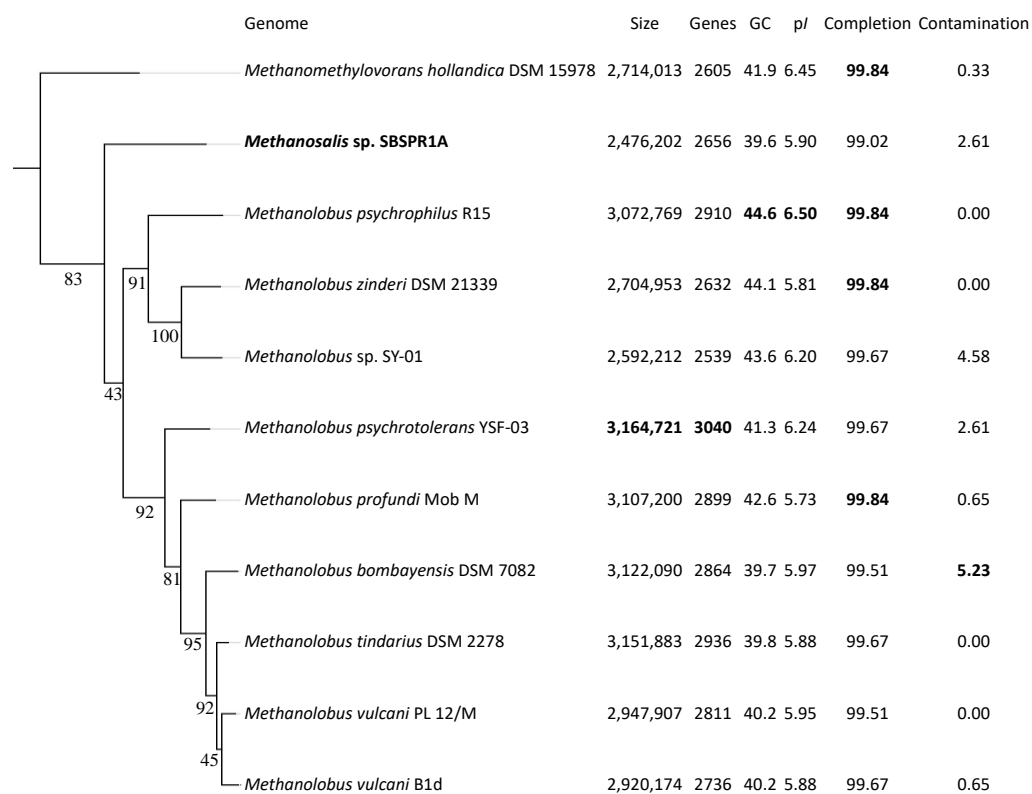 Genome Size Genes GC pI Completion Contamination
Methanomethylovorans hollandica DSM 15978 2,714,013 2605 41.9 6.45 99.84 0.33
Methanosalis sp. SBSPR1A 2,476,202 2656 39.6 5.90 99.02 2.61
Methanolobus psychrophilus R15 3,072,769 2910 44.6 6.50 99.84 0.00
83
91
Methanolobus zinderi DSM 21339 2,704,953 2632 44.1 5.81 99.84 0.00
100
Methanolobus sp. SY-01 2,592,212 2539 43.6 6.20 99.67 4.58
43
Methanolobus psychrotolerans YSF-03 3,164,721 3040 41.3 6.24 99.67 2.61
92
Methanolobus profundi Mob M 3,107,200 2899 42.6 5.73 99.84 0.65
81
Methanolobus bombayensis DSM 7082 3,122,090 2864 39.7 5.97 99.51 5.23
95
Methanolobus tindarius DSM 2278 3,151,883 2936 39.8 5.88 99.67 0.00
92
Methanolobus vulcani PL 12/M 2,947,907 2811 40.2 5.95 99.51 0.00
45
Methanolobus vulcani B1d 2,920,174 2736 40.2 5.88 99.67 0.65